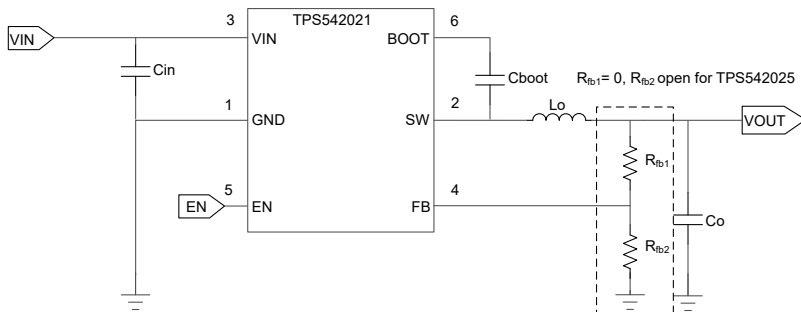 TPS542021
3
6
VIN
VIN
BOOT
Cin
Cboot
Rfb1= 0, Rfb2 open for TPS542025
1
2
Lo
GND
SW
VOUT
Rfb1
5
4
EN
EN
FB
Co
Rfb2